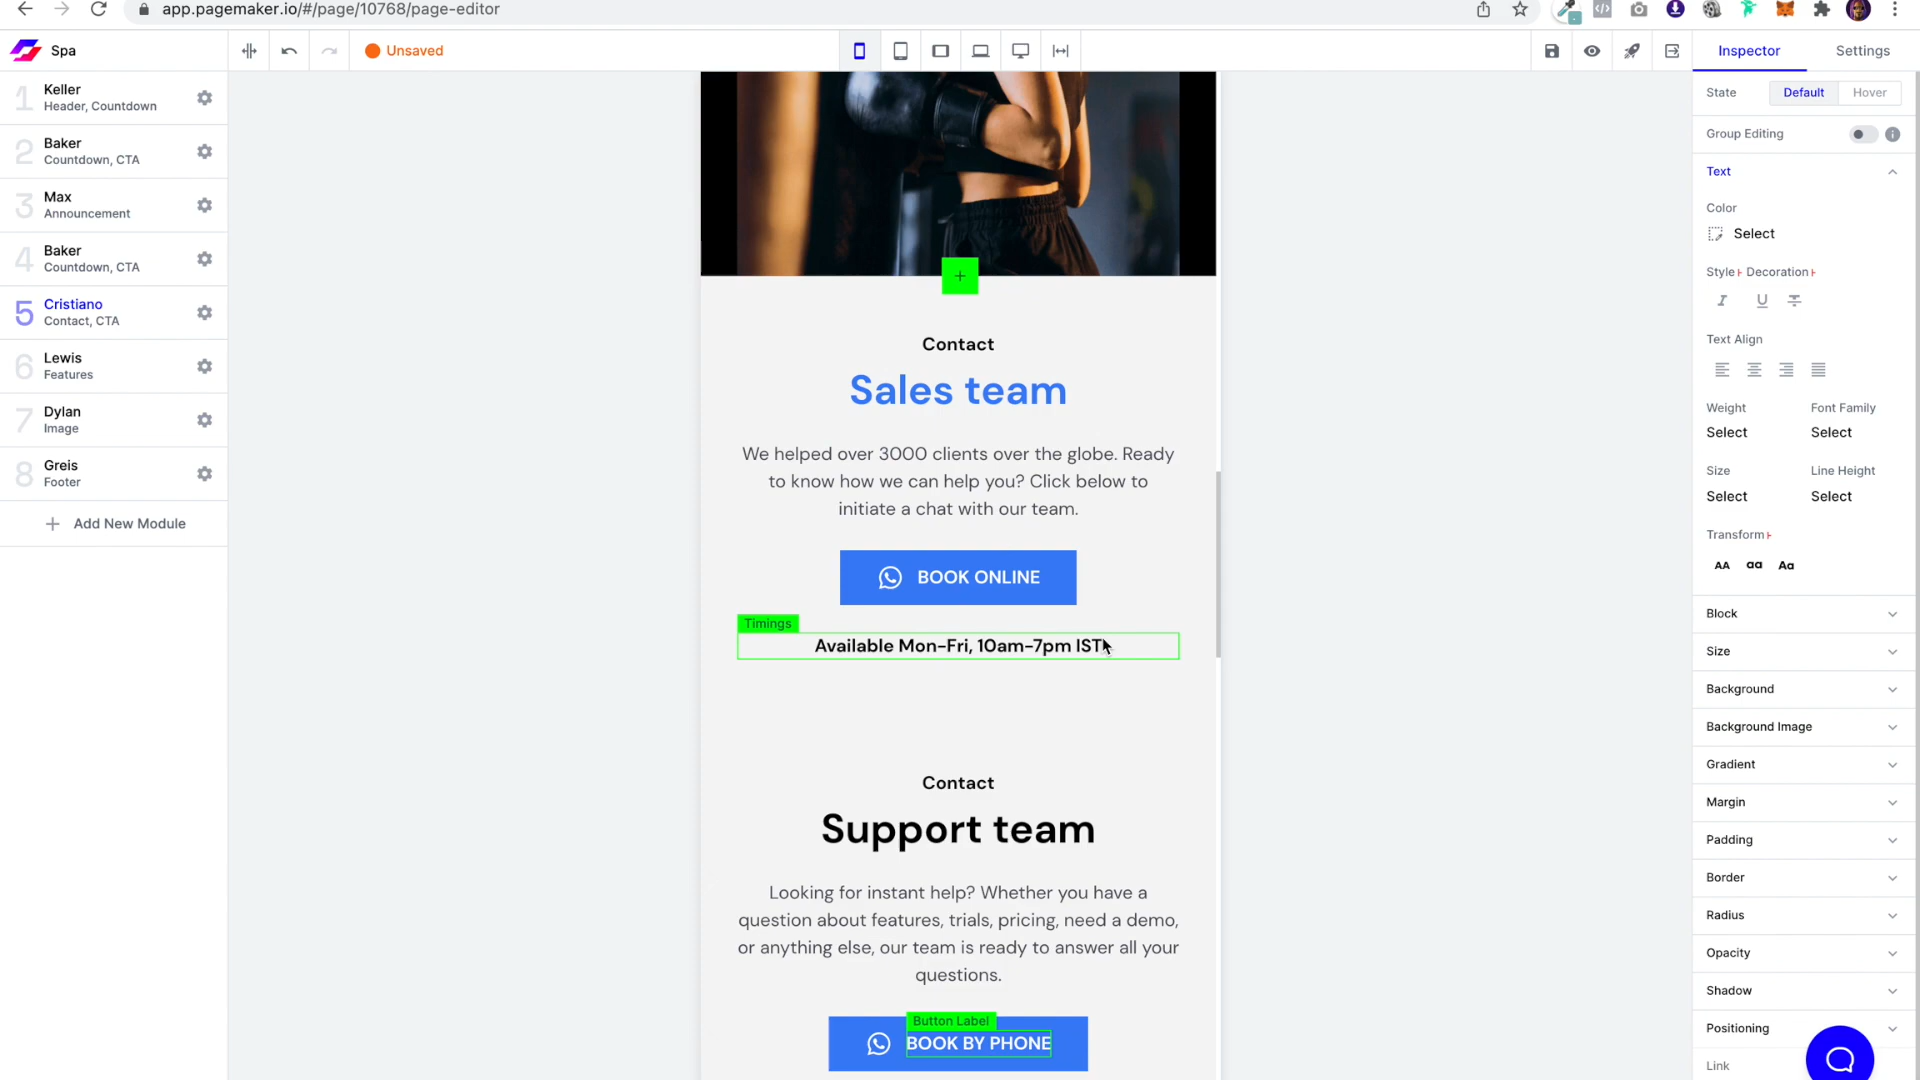 app.pagemaker.io/#/page/10768/page-editor
Spa
Unsaved
Inspector
Settings
1
Keller
Header, Countdown
2
Baker
Countdown, CTA
3
Max
Announcement
4
Baker
Countdown, CTA
5
Cristiano
Contact, CTA
6
Lewis
Features
7
Dylan
Image
8
Greis
Footer
+ Add New Module
+
Contact
Sales team
We helped over 3000 clients over the globe. Ready
to know how we can help you? Click below to
initiate a chat with our team.
BOOK ONLINE
Timings
Available Mon-Fri, 10am-7pm IST
Contact
Support team
Looking for instant help? Whether you have a
question about features, trials, pricing, need a demo,
or anything else, our team is ready to answer all your
questions.
Button Label
BOOK BY PHONE
State
Default
Hover
Group Editing
Text
Color
Select
Style
Decoration
Text Align
Weight
Font Family
Select
Select
Size
Line Height
Select
Select
Transform
AA
aa
Aa
Block
Size
Background
Background Image
Gradient
Margin
Padding
Border
Radius
Opacity
Shadow
Positioning
Link